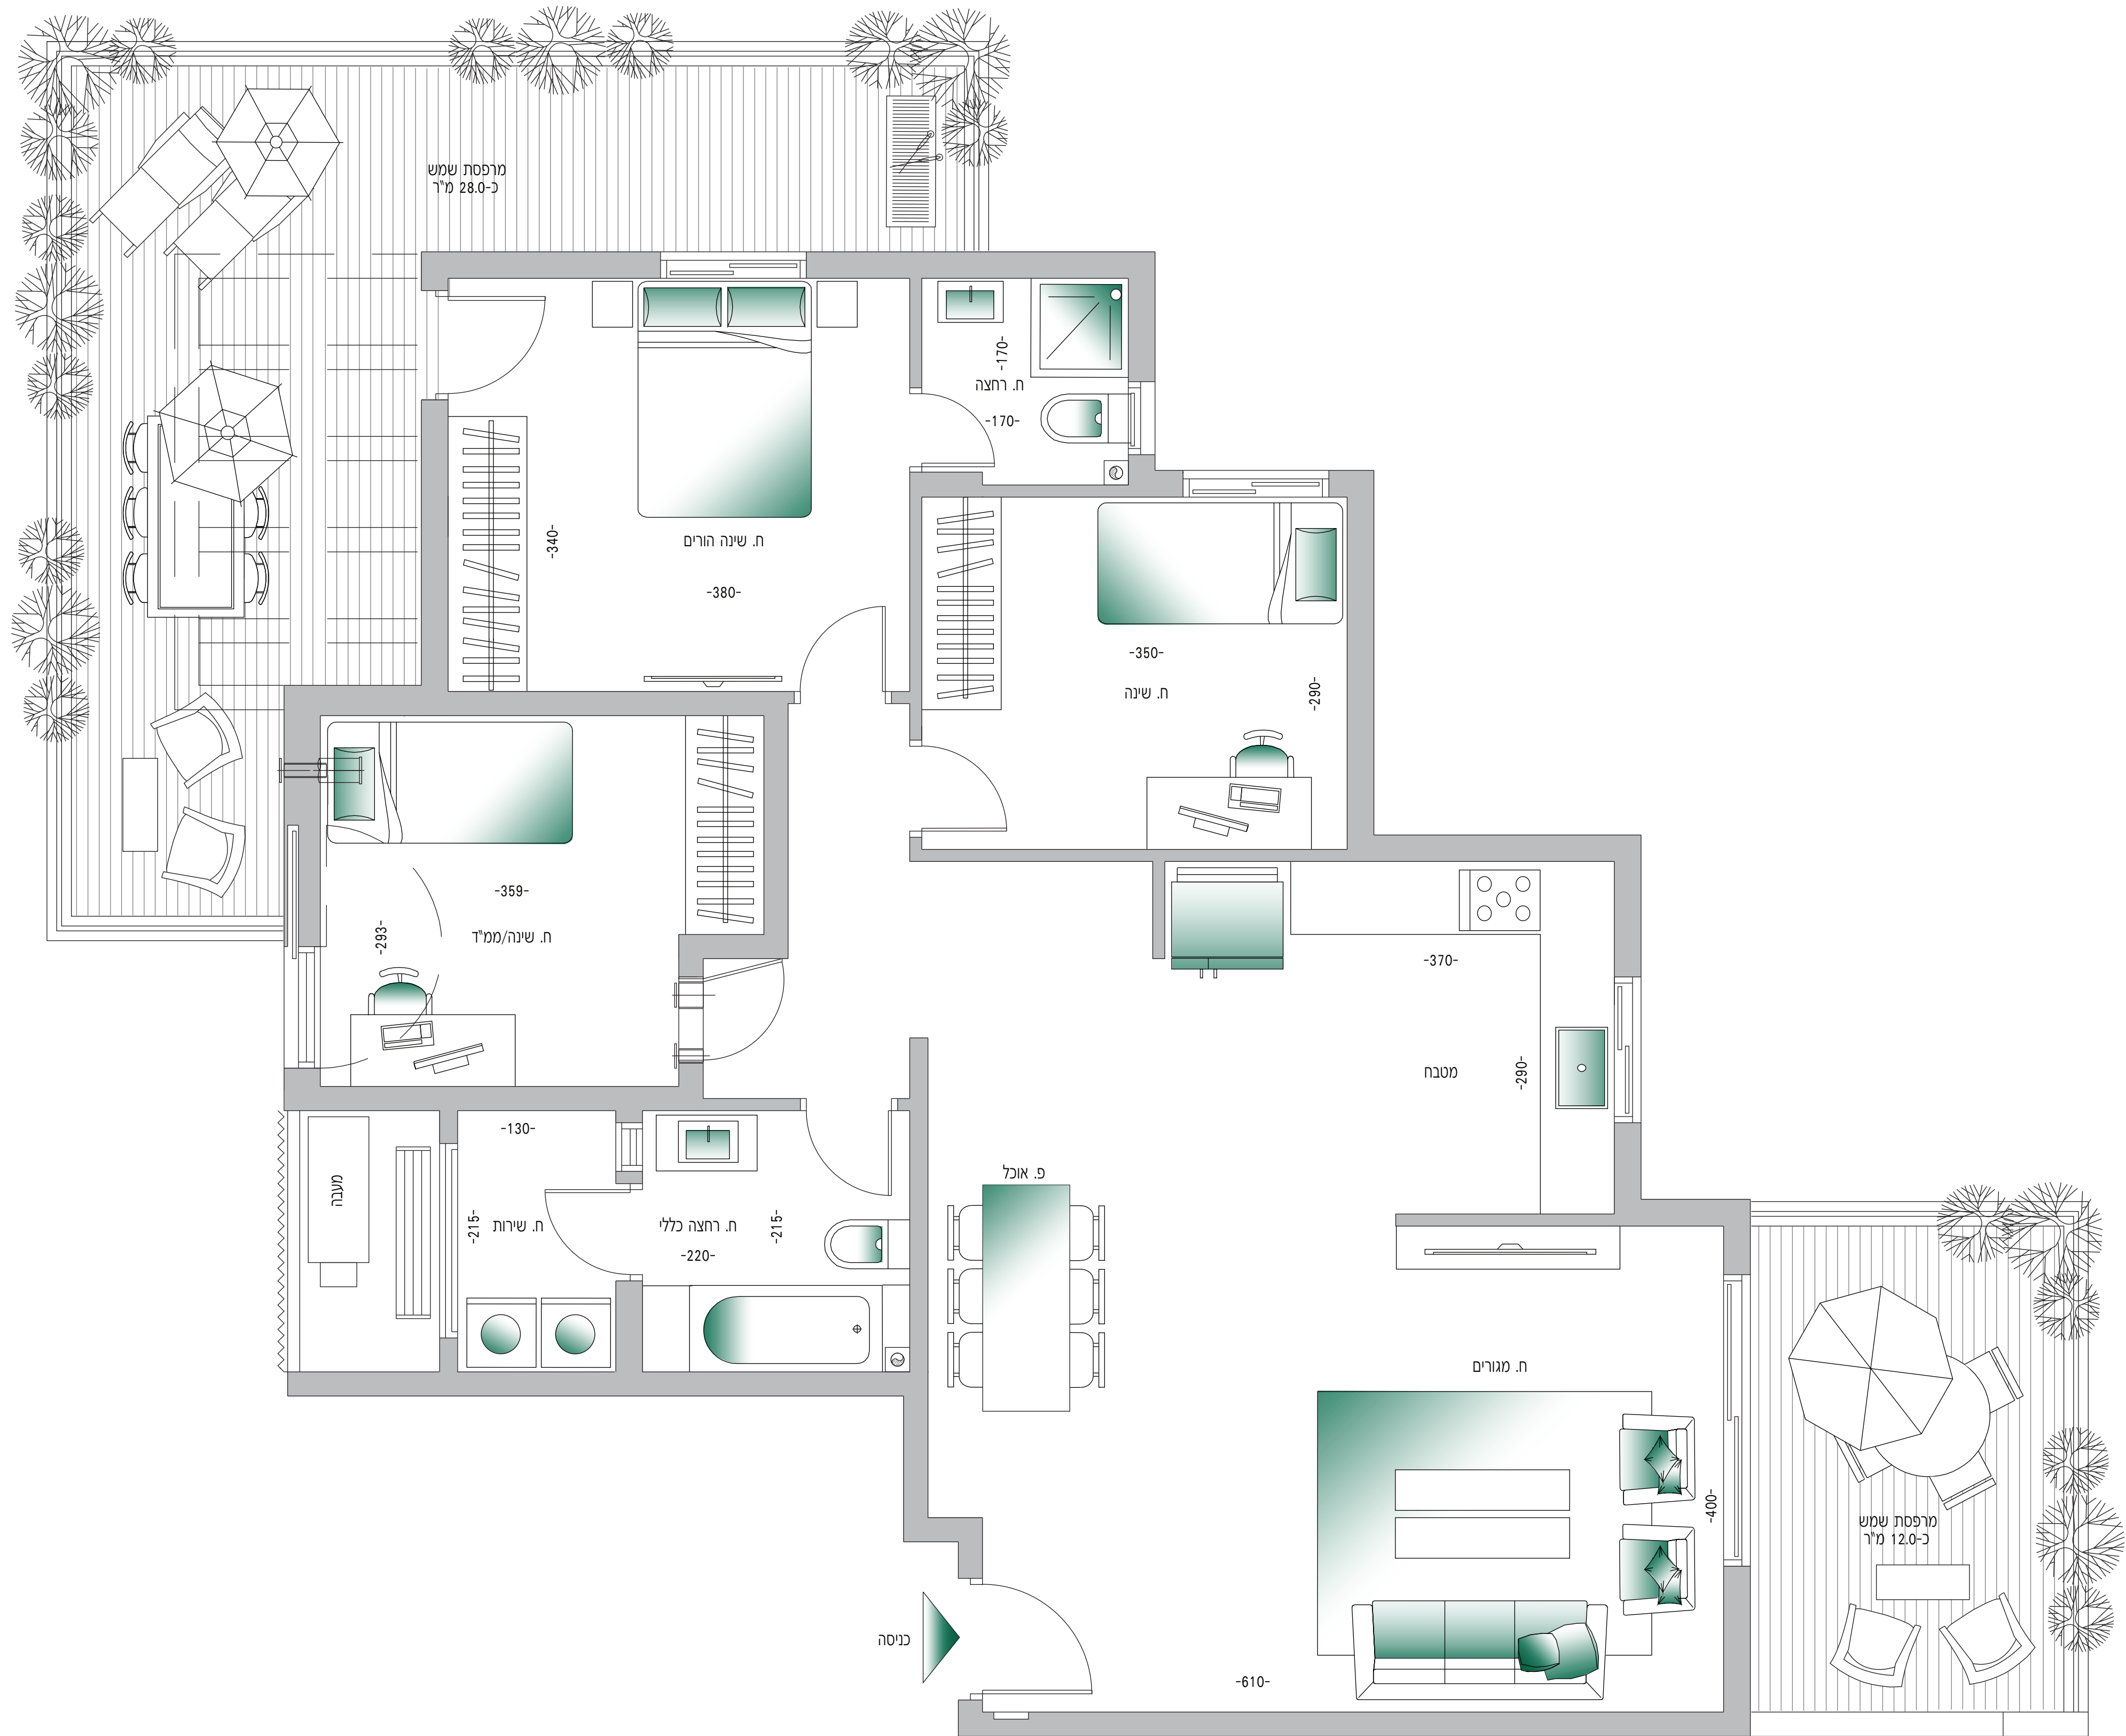 מרפסת שמש
כ-28.0 מ"ר
-170-
ח. רחצה
-170-
-340-
ח. שינה הורים
-380-
-350-
ח. שינה
-290-
-359-
-293-
ח. שינה/ממ"ד
-370-
מטבח
-290-
-130-
מעבה
-215-
ח. שירות
ח. רחצה כללי
-220-
-215-
פ. אוכל
ח. מגורים
-400-
מרפסת שמש
כ-12.0 מ"ר
כניסה
-610-